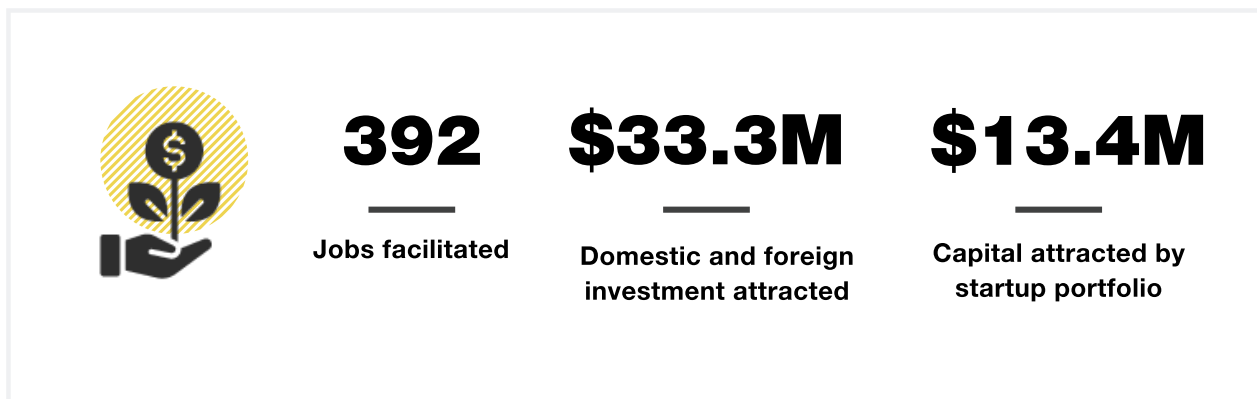 $
392
Jobs facilitated
$33.3M
Domestic and foreign
investment attracted
$13.4M
Capital attracted by
startup portfolio